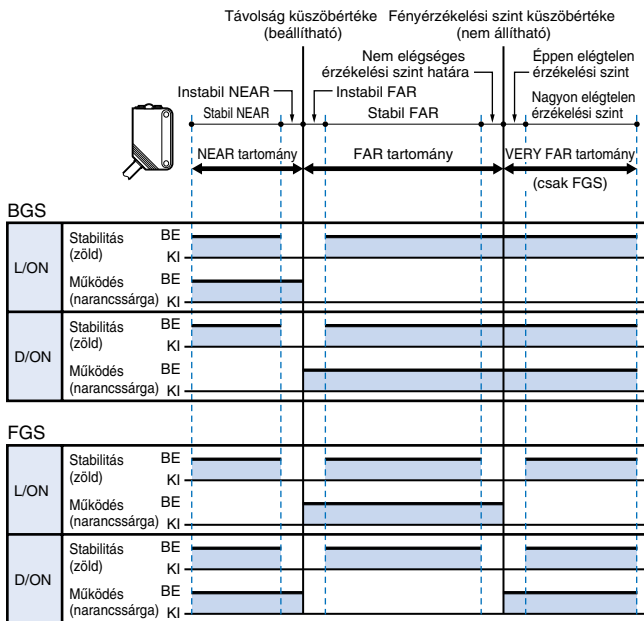 Távolság küszöbértéke
(beállítható)
Fényérzékelési szint küszöbértéke
(nem állítható)
Nem elégséges
érzékelési szint határa
Éppen elégtelen
érzékelési szint
Instabil NEAR
Instabil FAR
Nagyon elégtelen
érzékelési szint
Stabil NEAR
Stabil FAR
NEAR tartomány
FAR tartomány
VERY FAR tartomány
(csak FGS)
BGS
L/ON
Stabilitás
(zöld)
BE
KI
Működés
(narancssárga)
BE
KI
D/ON
Stabilitás
(zöld)
BE
KI
Működés
(narancssárga)
BE
KI
FGS
L/ON
Stabilitás
(zöld)
BE
KI
Működés
(narancssárga)
BE
KI
D/ON
Stabilitás
(zöld)
BE
KI
Működés
(narancssárga)
BE
KI